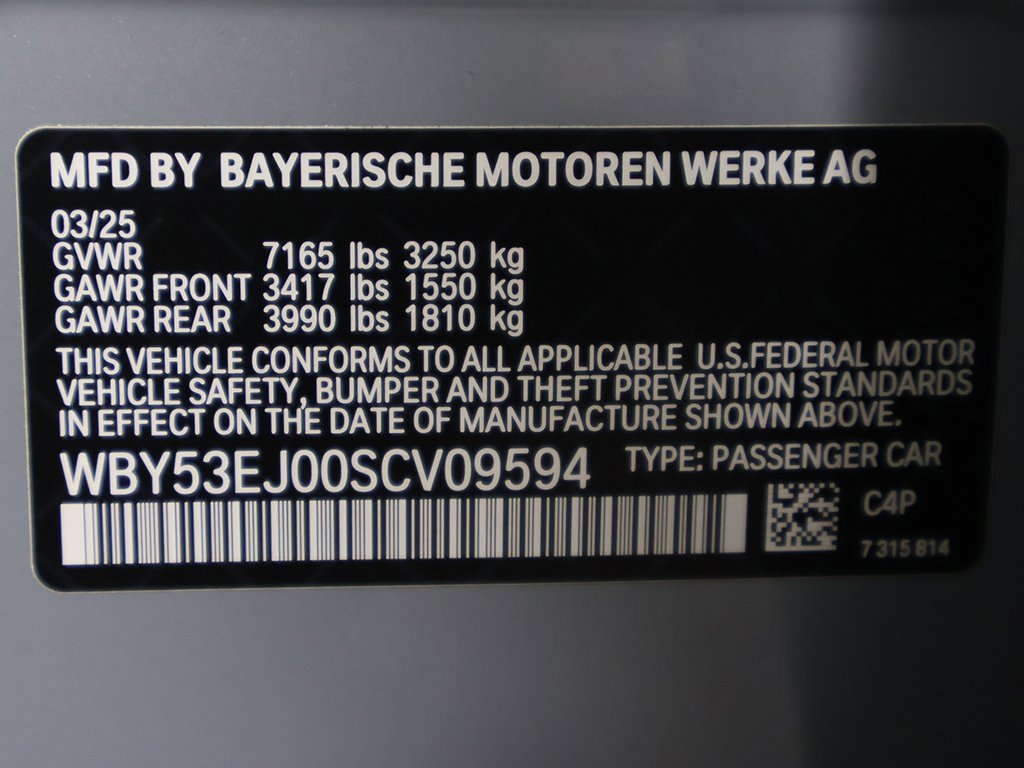 MFD BY BAYERISCHE MOTOREN WERKE AG
03/25
GVWR 7165 lbs 3250 kg
GAWR FRONT 3417 lbs 1550 kg
GAWR REAR 3990 lbs 1810 kg
THIS VEHICLE CONFORMS TO ALL APPLICABLE U.S.FEDERAL MOTOR
VEHICLE SAFETY, BUMPER AND THEFT PREVENTION STANDARDS
IN EFFECT ON THE DATE OF MANUFACTURE SHOWN ABOVE.
WBY53EJ00SCV09594 TYPE: PASSENGER CAR
C4P
7 315 814